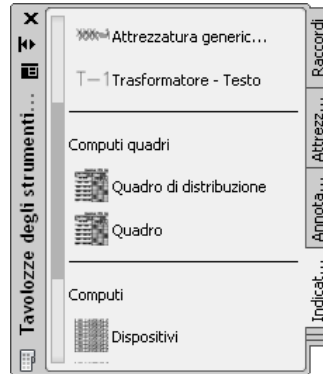 Attrezzatura generic...
T-1 Trasformatore - Testo
Computi quadri
Quadro di distribuzione
Quadro
Computi
Dispositivi
Tavolozze degli strumenti...
Raccordi
Attrezz...
Annota...
Indicat...